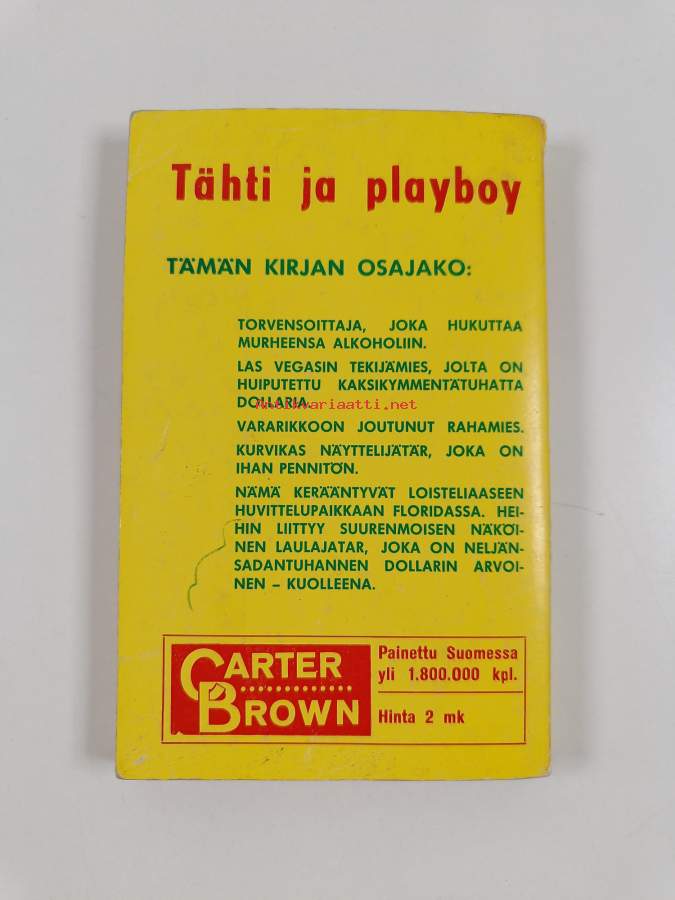 Tähti ja playboy
TÄMÄN KIRJAN OSAJAKO:
TORVENSOITTAJA, JOKA HUKUTTAA
MURHEENSA ALKOHOLIIN.
LAS VEGASIN TEKIJÄMIES, JOLTA ON
HUIPUTETTU KAKSIKYMMENTÄTUHATTA
DOLLARIA.
Antikvariaatti.net
VARARIKKOON JOUTUNUT RAHAMIES.
KURVIKAS NÄYTTELIJÄTÄR, JOKA ON
IHAN PENNITÖN.
NÄMÄ KERÄÄNTYVÄT LOISTELIAASEEN
HUVITTELUPAIKKAAN FLORIDASSA. HEI-
HIN LIITTYY SUURENMOISEN NÄKÖI-
NEN LAULAJATAR, JOKA ON NELJÄN-
SADANTUHANNEN DOLLARIN ARVOI-
NEN – KUOLLEENA.
CARTER
BROWN
Painettu Suomessa
yli 1.800.000 kpl.
Hinta 2 mk